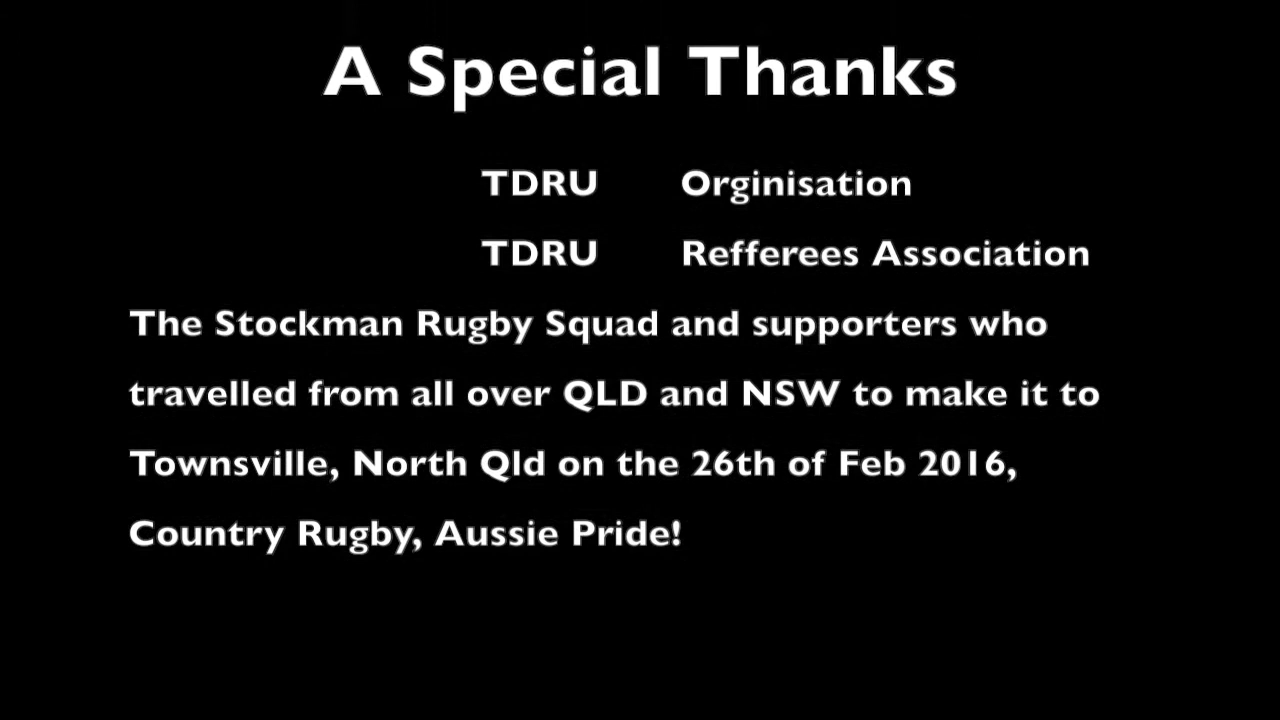 A Special Thanks
TDRU Orginisation
TDRU Refferees Association
The Stockman Rugby Squad and supporters who
travelled from all over QLD and NSW to make it to
Townsville, North Qld on the 26th of Feb 2016,
Country Rugby, Aussie Pride!